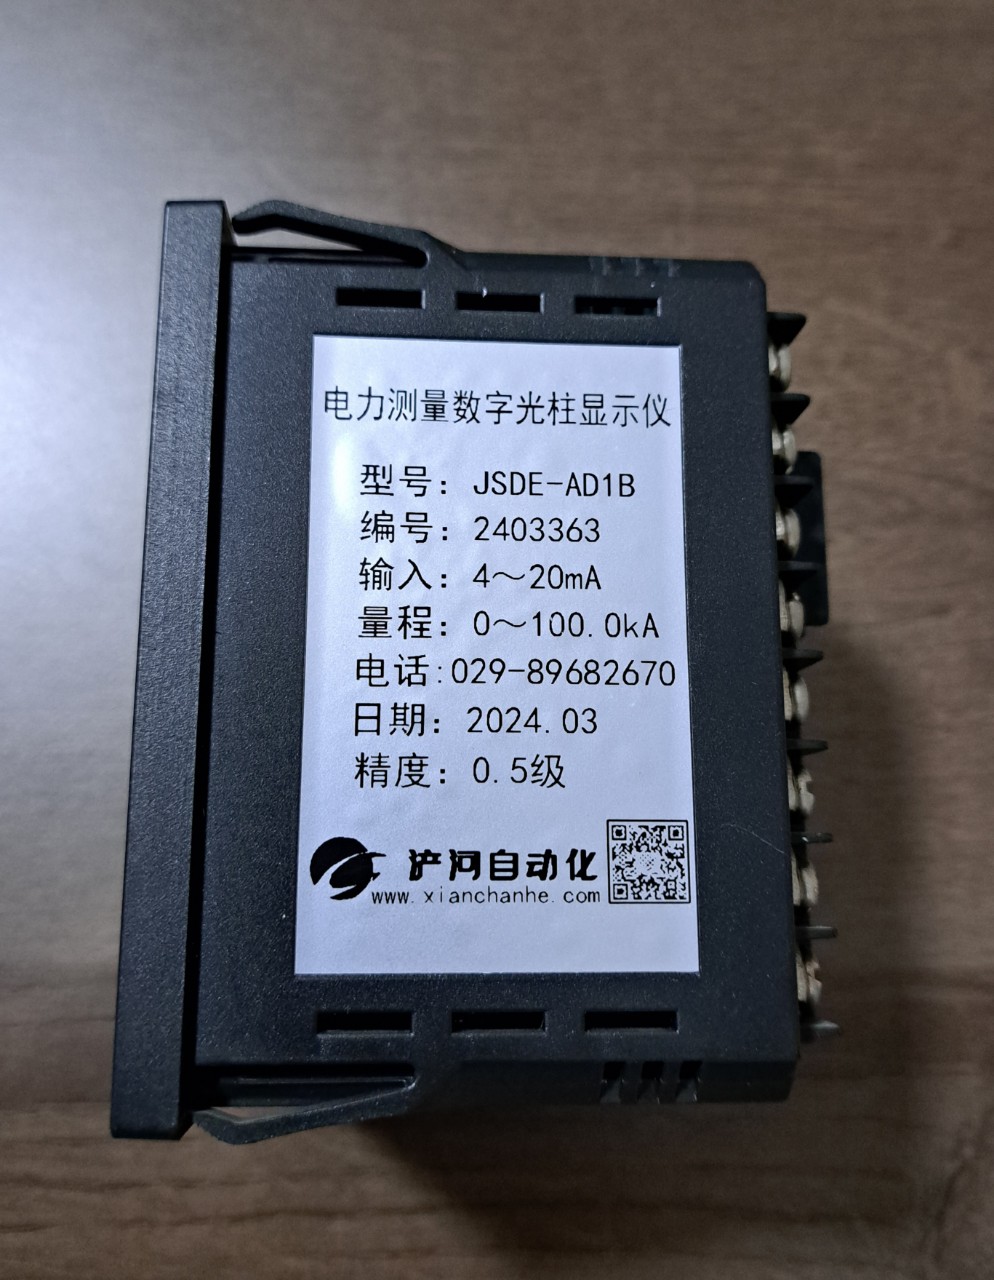 电力测量数字光柱显示仪
型号：JSDE-AD1B
编号：2403363
输入：4～20mA
量程：0～100.0kA
电话:029-89682670
日期：2024.03
精度：0.5级
浐河自动化
www.xianchanhe.com